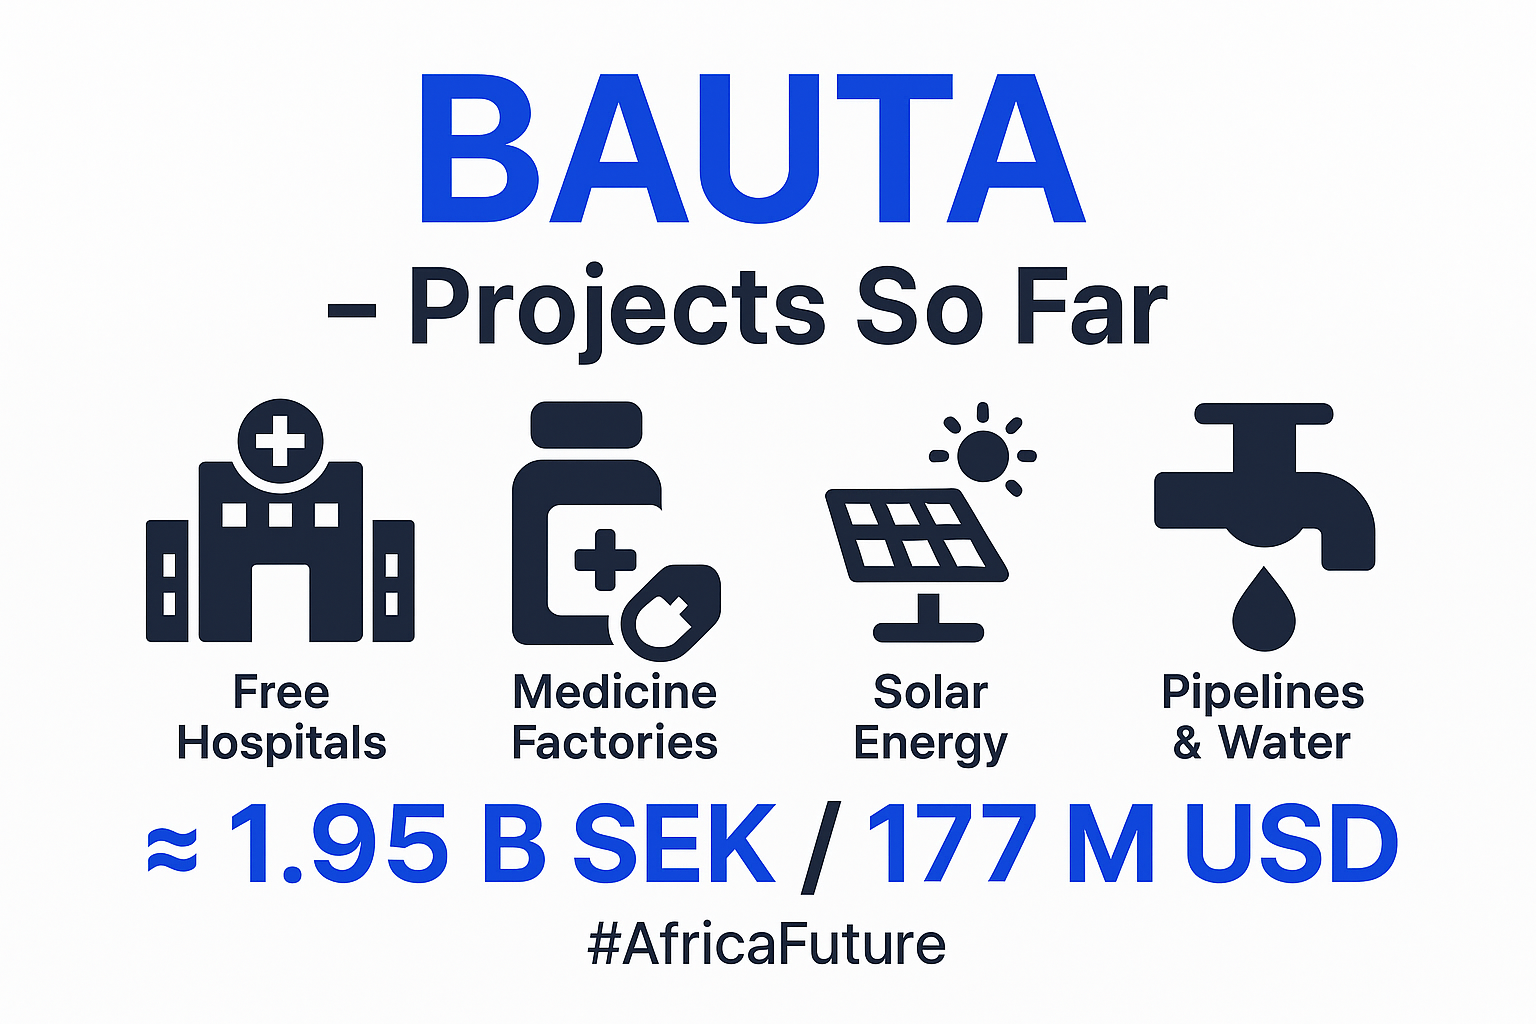 BAUTA
– Projects So Far
Free
Hospitals
Medicine
Factories
Solar
Energy
Pipelines
& Water
≈ 1.95 B SEK / 177 M USD
#AfricaFuture